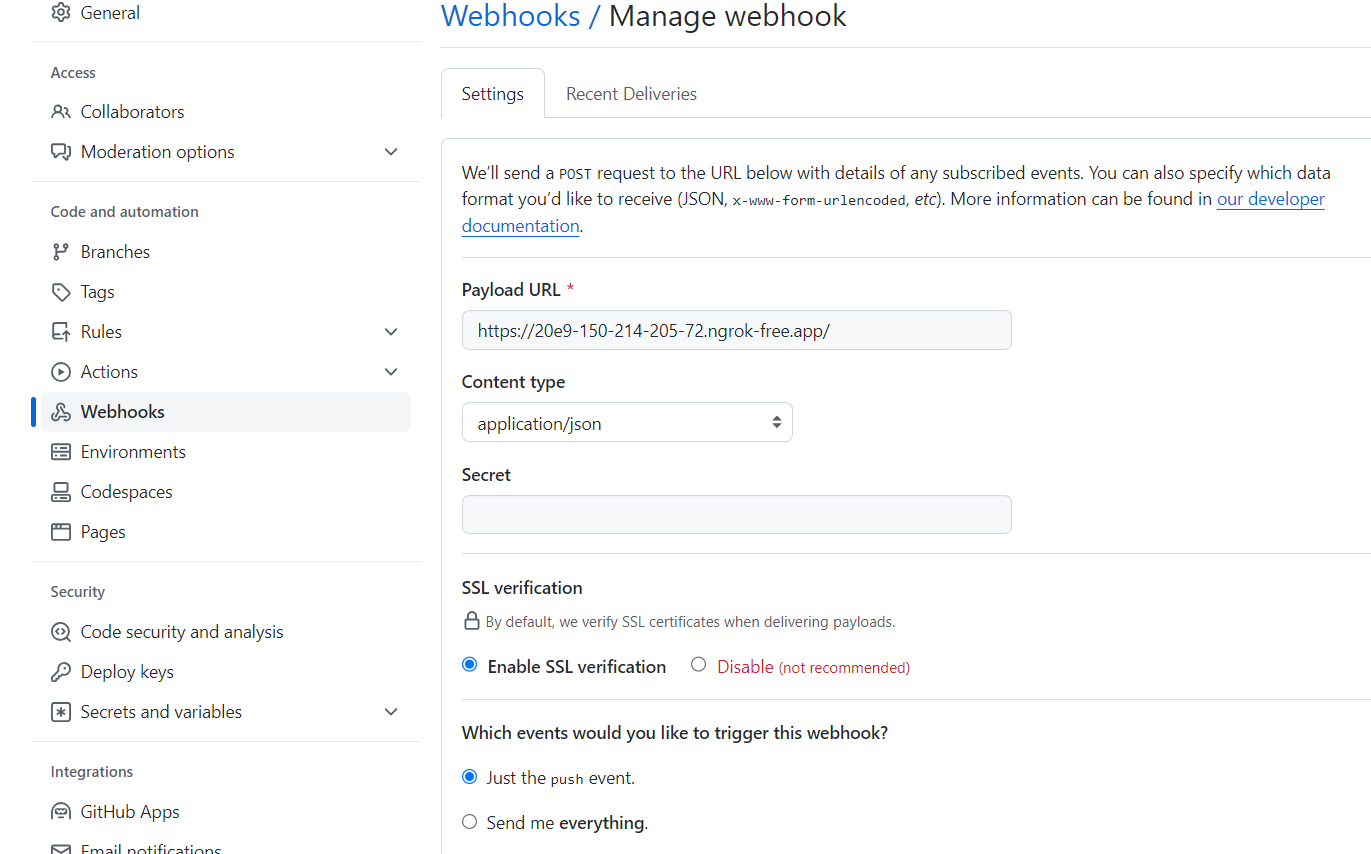 General
Access
Collaborators
Moderation options
Code and automation
Branches
Tags
Rules
Actions
Webhooks
Environments
Codespaces
Pages
Security
Code security and analysis
Deploy keys
Secrets and variables
Integrations
GitHub Apps
Email notifications
Webhooks / Manage webhook
Settings
Recent Deliveries
We’ll send a POST request to the URL below with details of any subscribed events. You can also specify which data
format you’d like to receive (JSON, x-www-form-urlencoded, etc). More information can be found in our developer
documentation.
Payload URL *
https://20e9-150-214-205-72.ngrok-free.app/
Content type
application/json
Secret
SSL verification
By default, we verify SSL certificates when delivering payloads.
Enable SSL verification
Disable (not recommended)
Which events would you like to trigger this webhook?
Just the push event.
Send me everything.